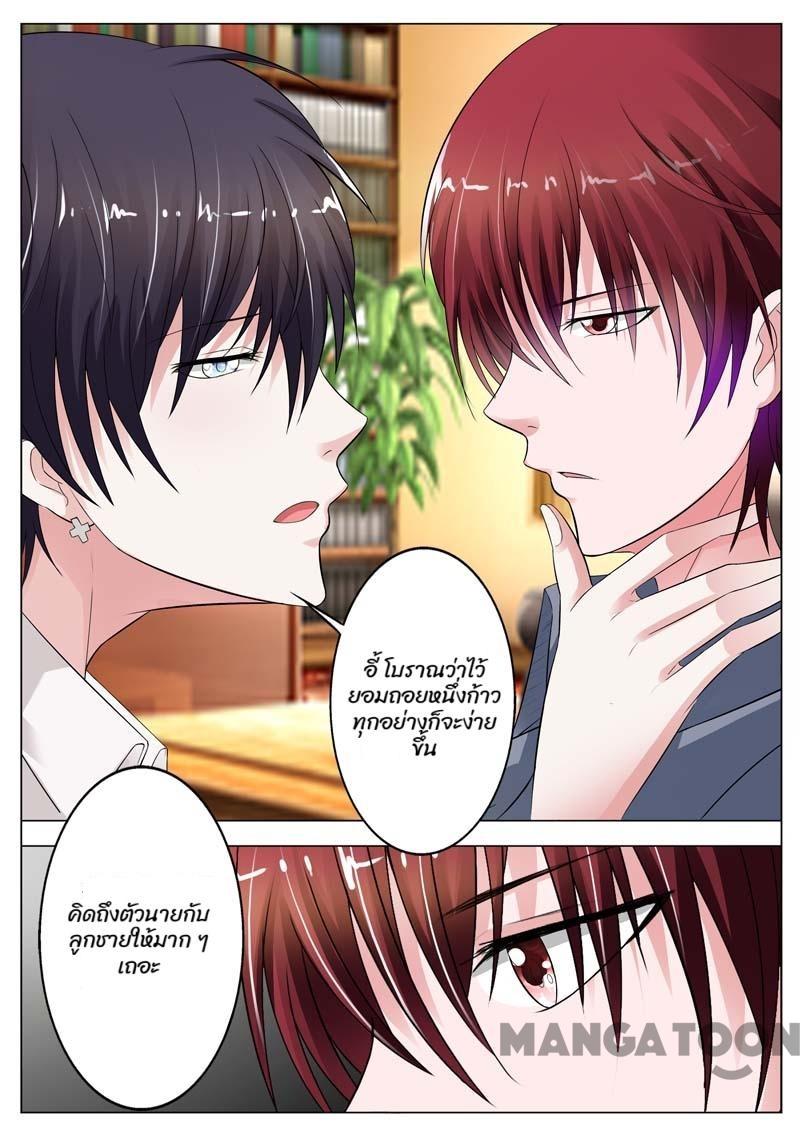 อี้ โบราณว่าไว้
ยอมถอยหนึ่งก้าว
ทุกอย่างก็จะง่าย
ขึ้น
คิดถึงตัวนายกับ
ลูกชายให้มาก ๆ
เถอะ
MANGATOON